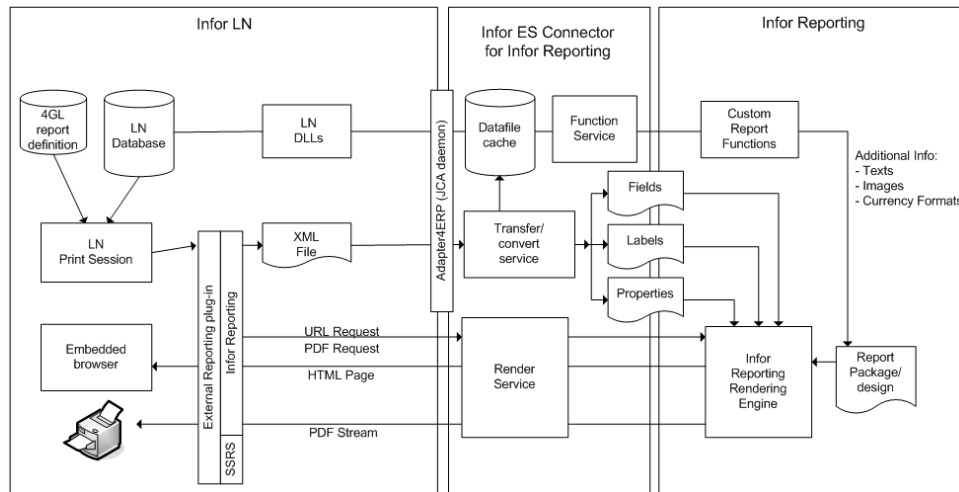 Infor LN
Infor ES Connector
for Infor Reporting
Infor Reporting
4GL
report
definition
LN
Database
LN
DLLs
Adapter4ERP (JCA daemon)
Datafile
cache
Function
Service
Custom
Report
Functions
Additional Info:
- Texts
- Images
- Currency Formats
LN
Print Session
XML
File
Transfer/
convert
service
Fields
Labels
Properties
External Reporting plug-in
Infor Reporting
SSRS
Embedded
browser
URL Request
PDF Request
HTML Page
PDF Stream
Render
Service
Infor
Reporting
Rendering
Engine
Report
Package/
design